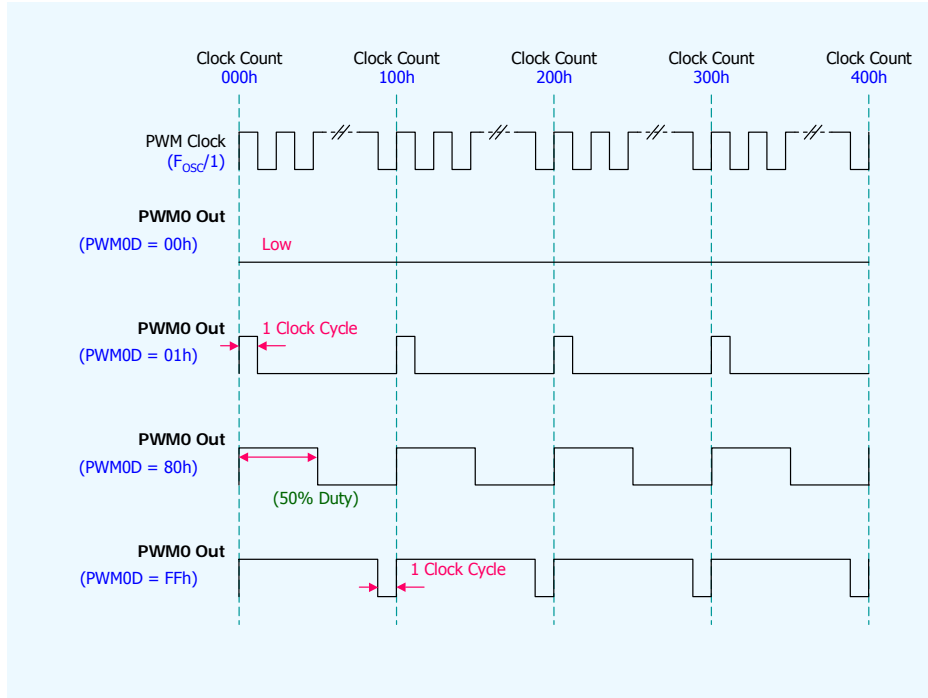 Clock Count Clock Count Clock Count Clock Count Clock Count
000h 100h 200h 300h 400h
PWM Clock
(FOSC/1)
PWM0 Out
(PWM0D = 00h) Low
PWM0 Out 1 Clock Cycle
(PWM0D = 01h)
PWM0 Out
(PWM0D = 80h)
(50% Duty)
PWM0 Out
1 Clock Cycle
(PWM0D = FFh)